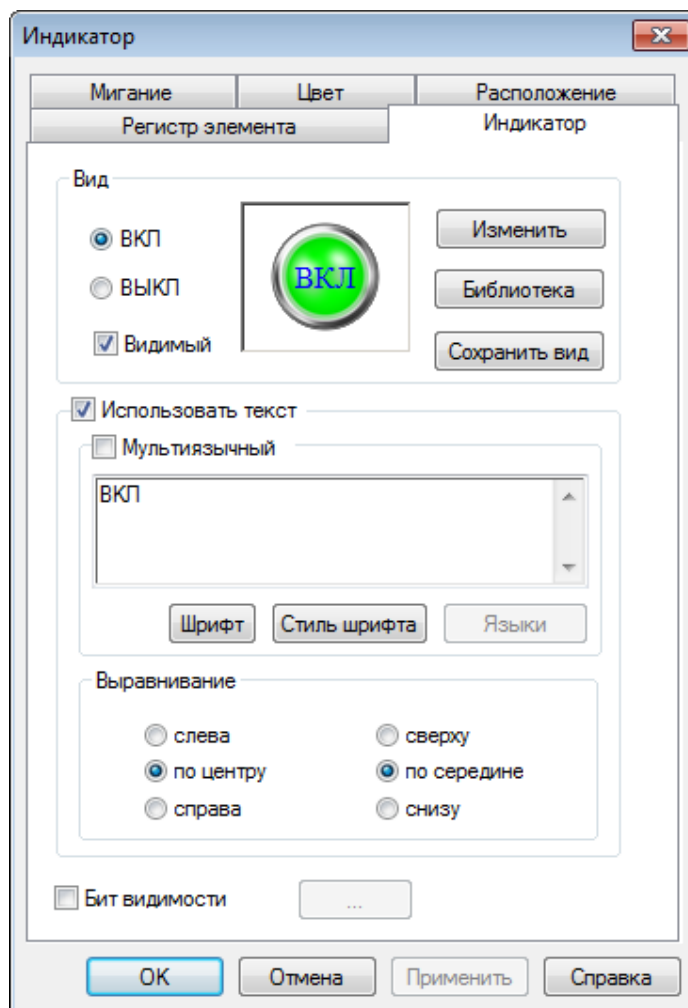 Индикатор
Мигание Цвет Расположение
Регистр элемента Индикатор
Вид
ВКЛ
ВЫКЛ
Видимый
ВКЛ
Изменить
Библиотека
Сохранить вид
Использовать текст
Мультиязычный
ВКЛ
Шрифт Стиль шрифта Языки
Выравнивание
слева сверху
по центру по середине
справа снизу
Бит видимости ...
OK Отмена Применить Справка